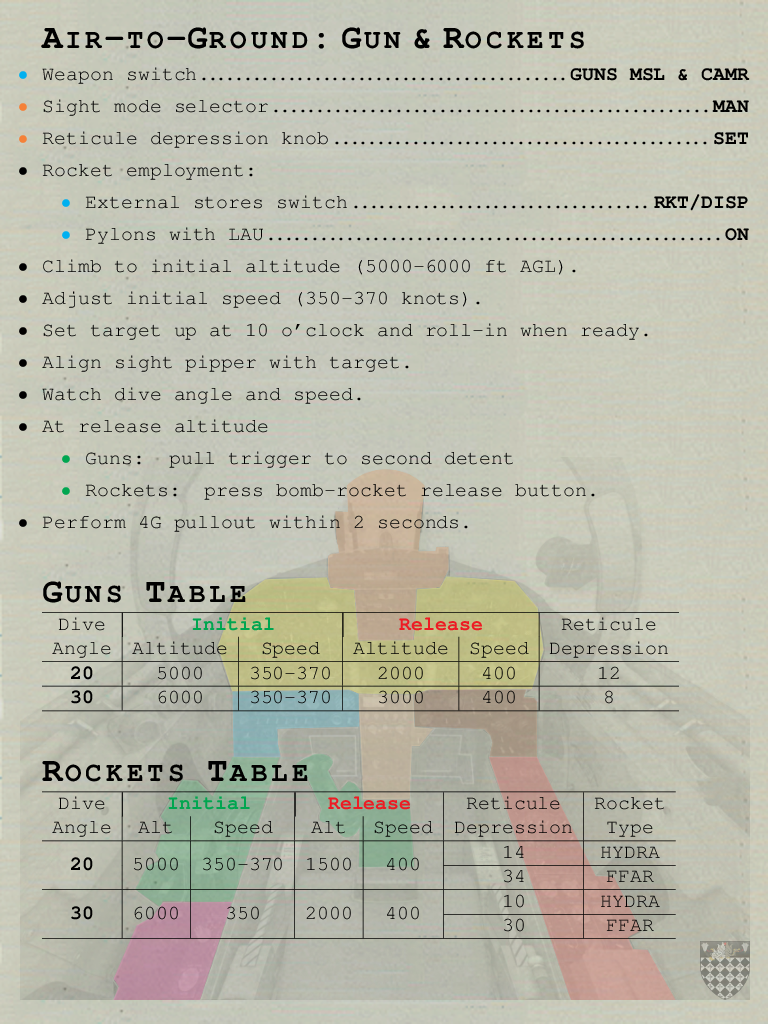 AIR-TO-GROUND: GUN & ROCKETS
• Weapon switch........................................GUNS MSL & CAMR
• Sight mode selector................................................MAN
• Reticule depression knob..........................................SET
• Rocket employment:
• External stores switch.................................RKT/DISP
• Pylons with LAU...................................................ON
• Climb to initial altitude (5000-6000 ft AGL).
• Adjust initial speed (350-370 knots).
• Set target up at 10 o'clock and roll-in when ready.
• Align sight pipper with target.
• Watch dive angle and speed.
• At release altitude
• Guns: pull trigger to second detent
• Rockets: press bomb-rocket release button.
• Perform 4G pullout within 2 seconds.
GUNS TABLE
Dive Initial Release Reticule
Angle Altitude Speed Altitude Speed Depression
20 5000 350-370 2000 400 12
30 6000 350-370 3000 400 8
ROCKETS TABLE
Dive Initial Release Reticule Rocket
Angle Alt Speed Alt Speed Depression Type
20 5000 350-370 1500 400 14 HYDRA
34 FFAR
30 6000 350 2000 400 10 HYDRA
30 FFAR